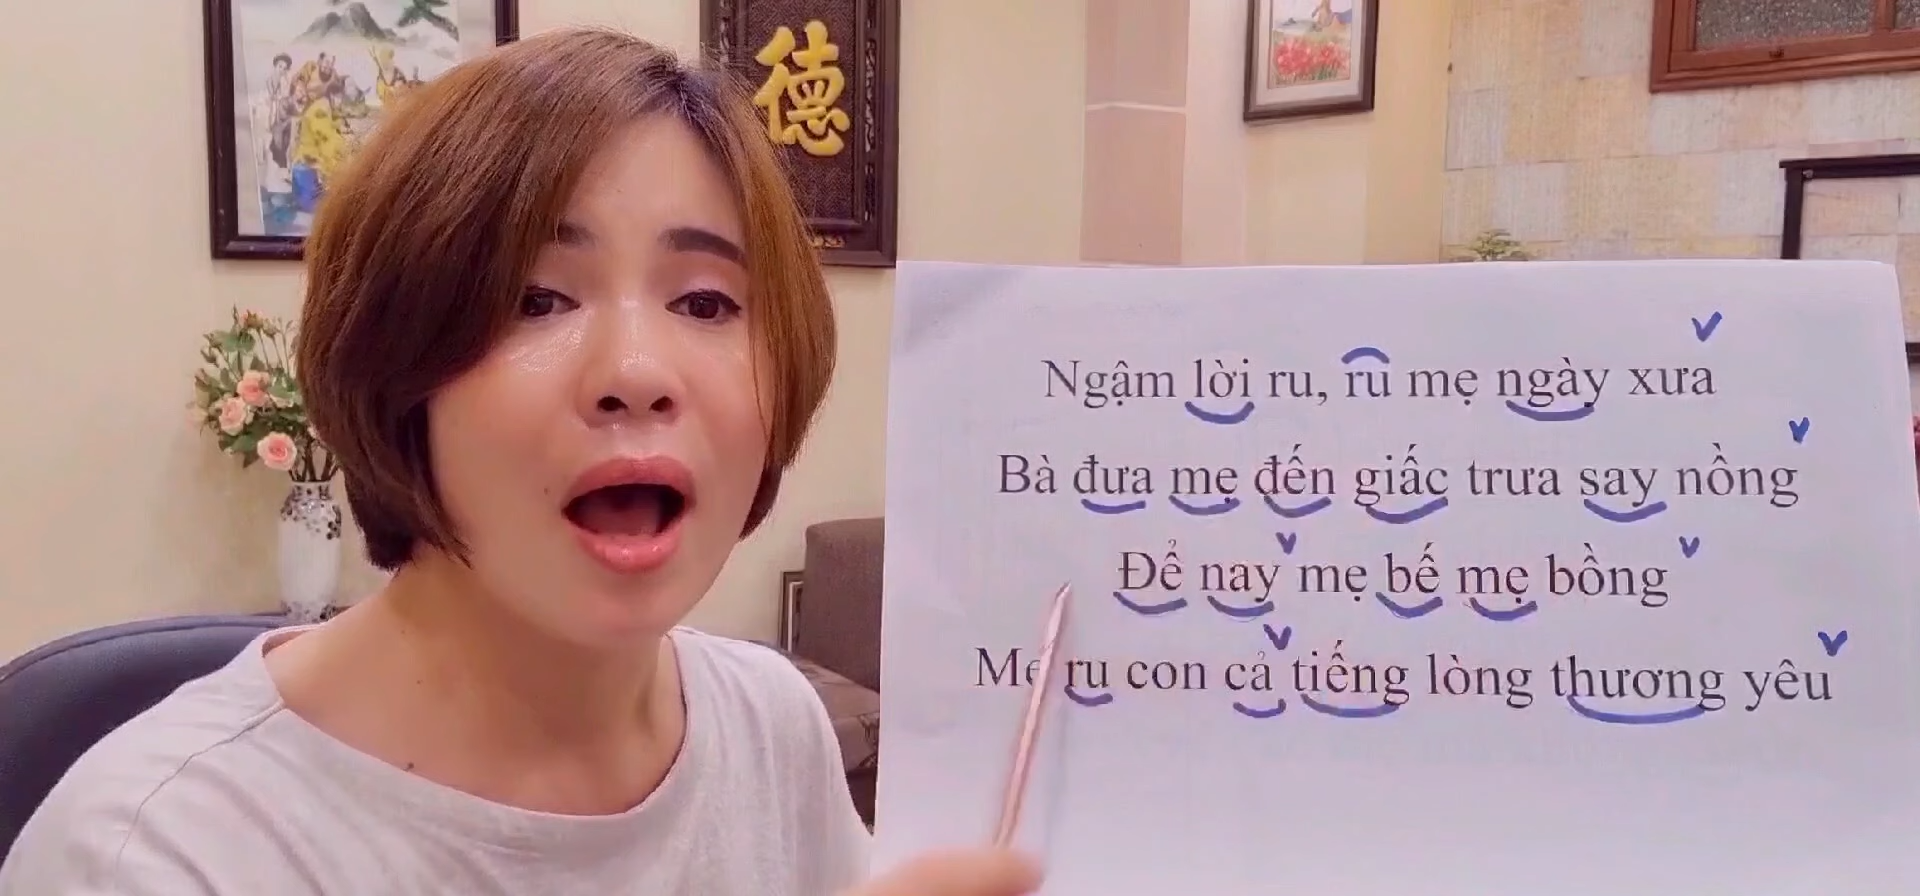 德
Ngậm lời ru, ru mẹ ngày xưa
Bà đưa mẹ đến giấc trưa say nồng
Để nay mẹ bế mẹ bồng
Mẹ ru con cả tiếng lòng thương yêu